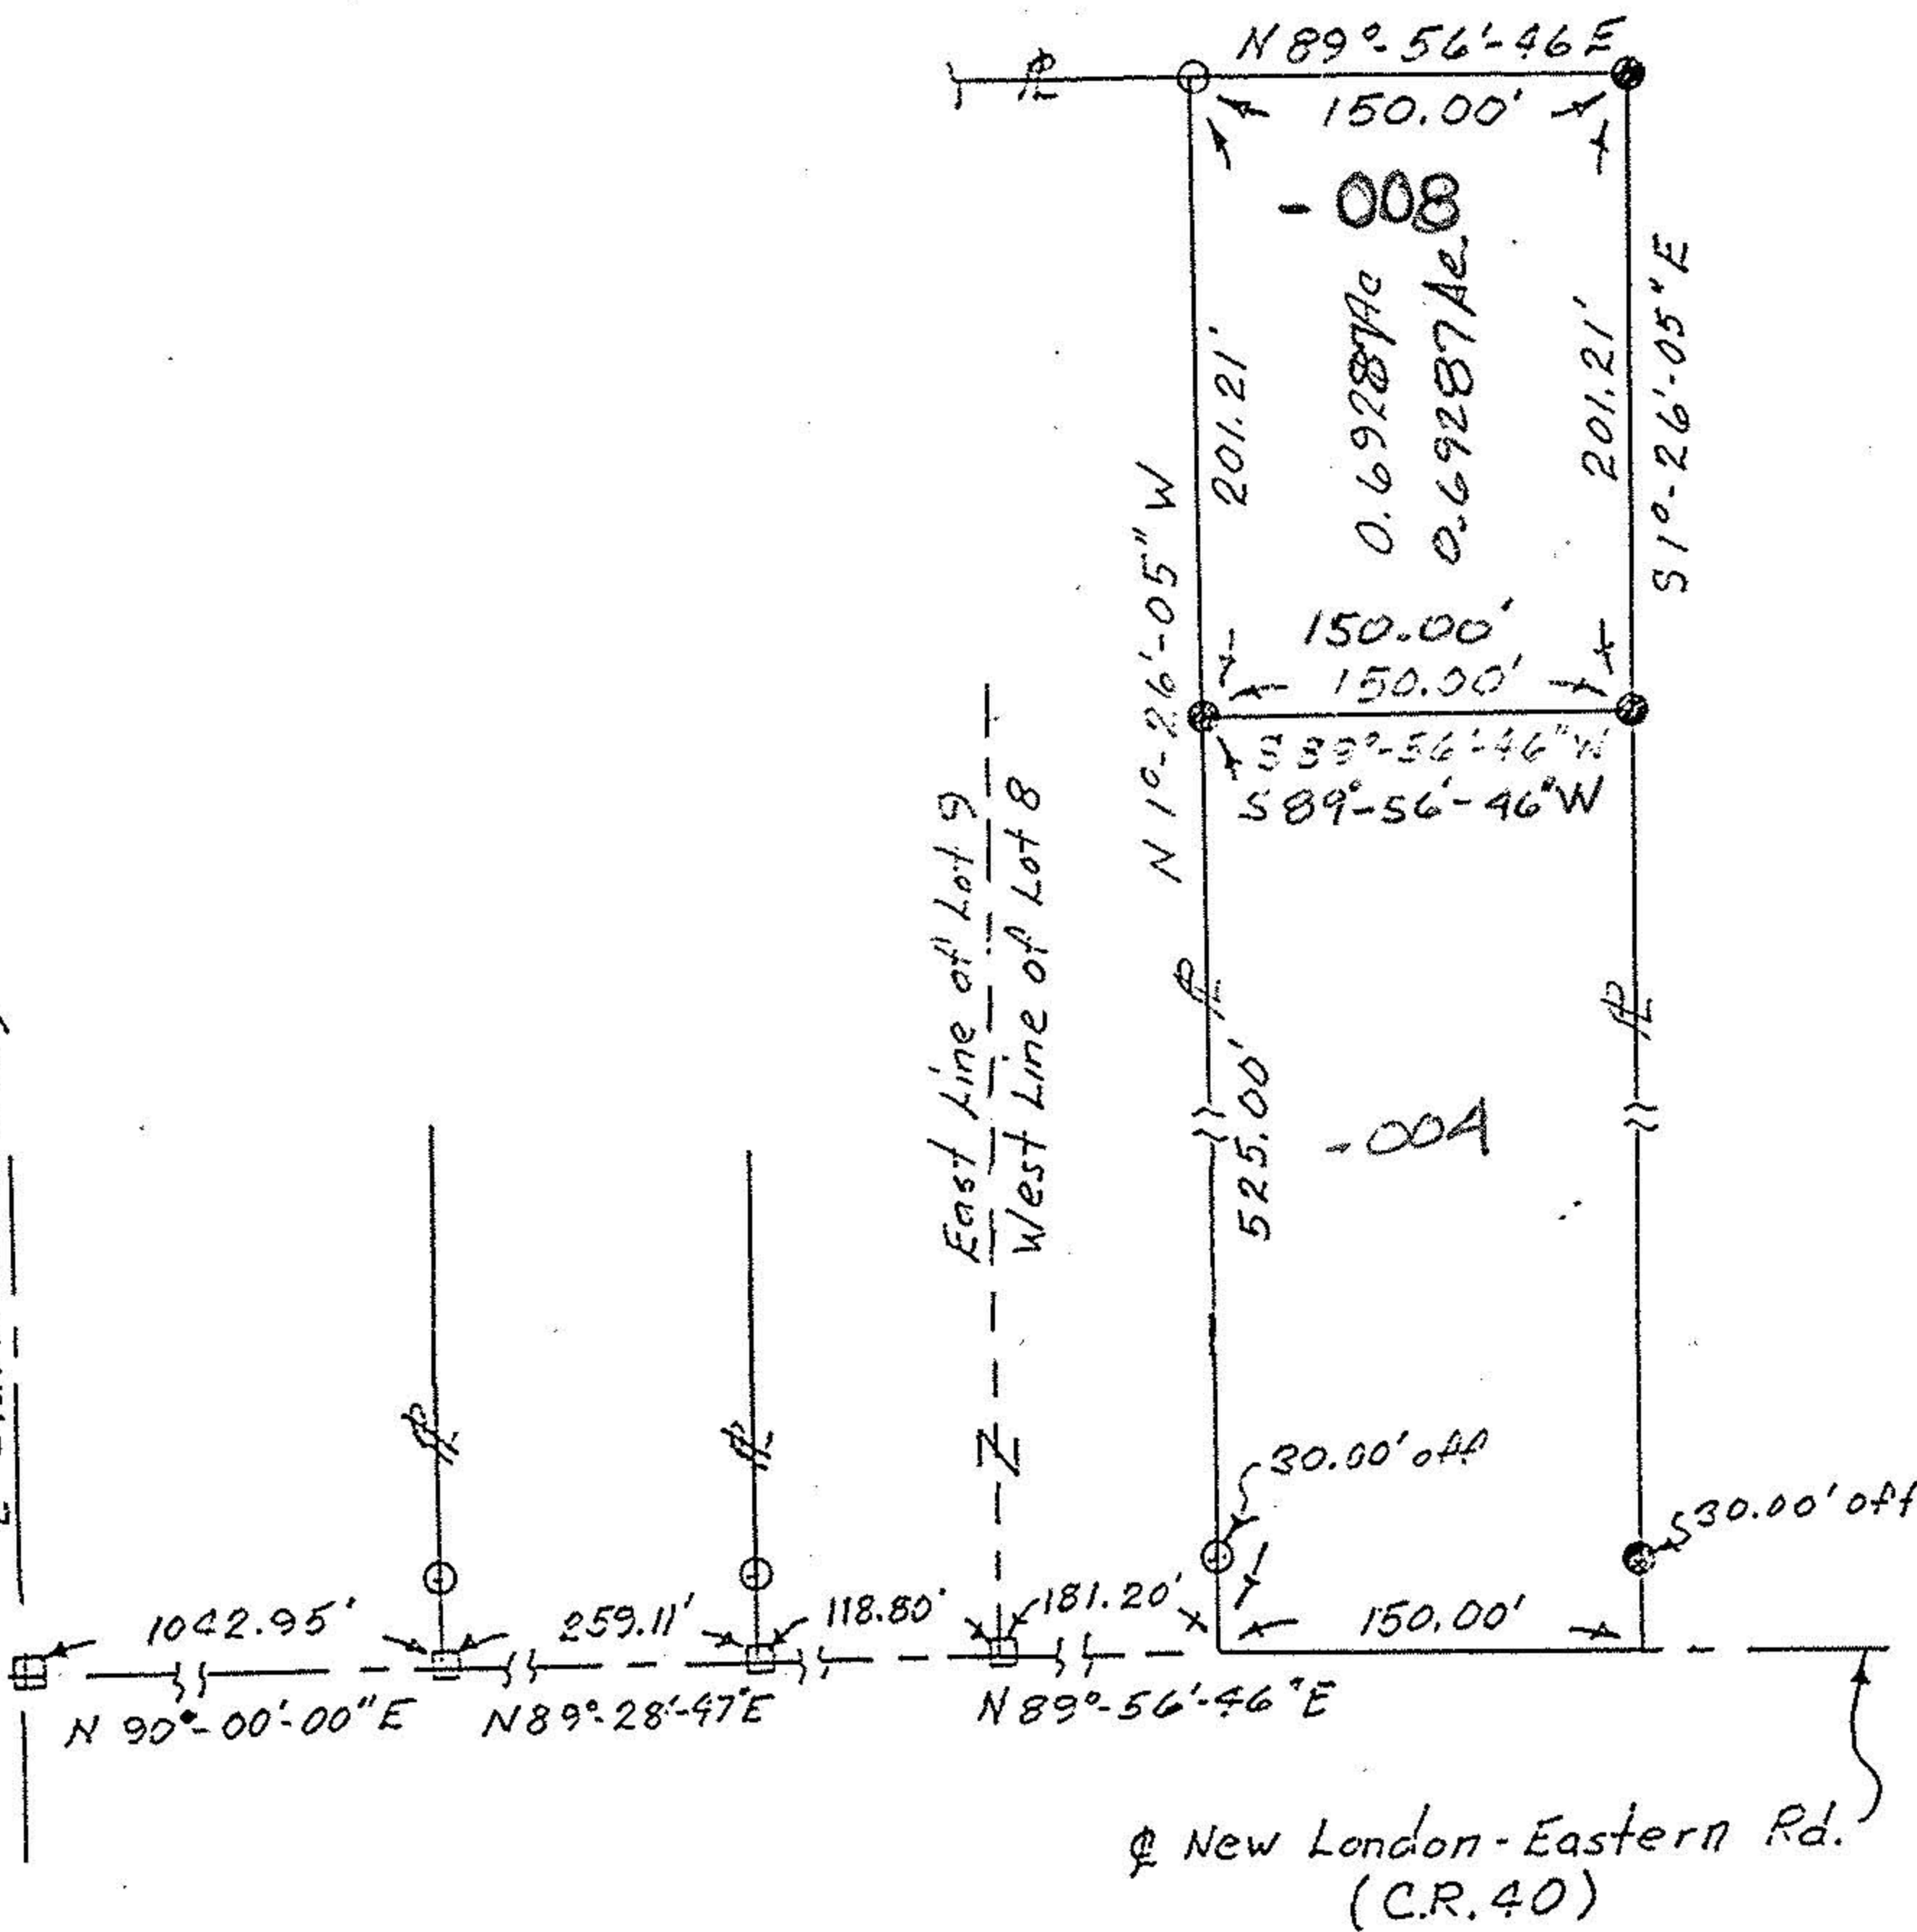 N 89°-56'-46 E
℄
150.00'
-008
0.69287Ac
0.69287Ac
201.21'
201.21'
S 1°-26'-05" E
N 1°-26'-05" W
150.00'
150.00'
S 89°-56'-46" W
S 89°-56'-46" W
East Line of Lot 9
West Line of Lot 8
525.00'
-004
30.00' off
30.00' off
1042.95'
259.11'
118.80'
181.20'
150.00'
N 90°-00'-00" E
N 89°-28'-47" E
N 89°-56'-46" E
℄ New London-Eastern Rd.
(C.R. 40)